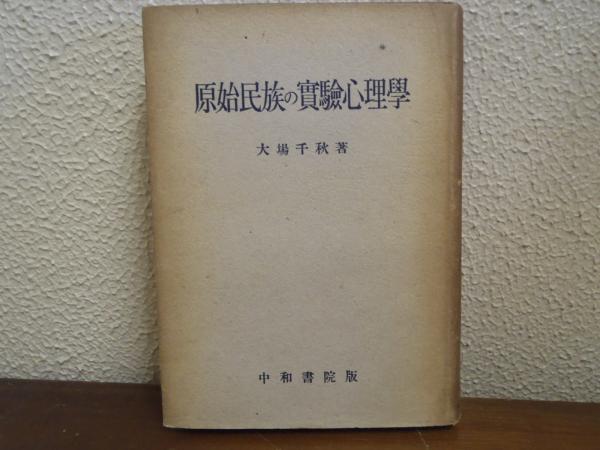 原始民族の實驗心理學
大場千秋著
中和書院版